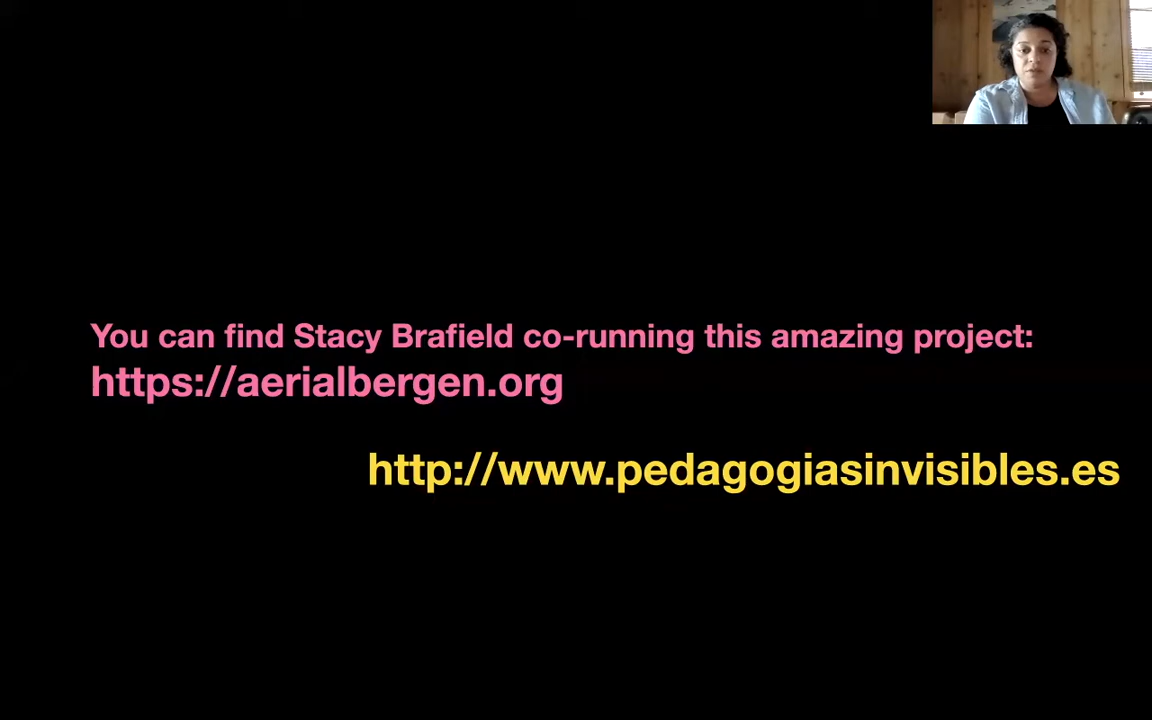 You can find Stacy Brafield co-running this amazing project:
https://aerialbergen.org
http://www.pedagogiasinvisibles.es